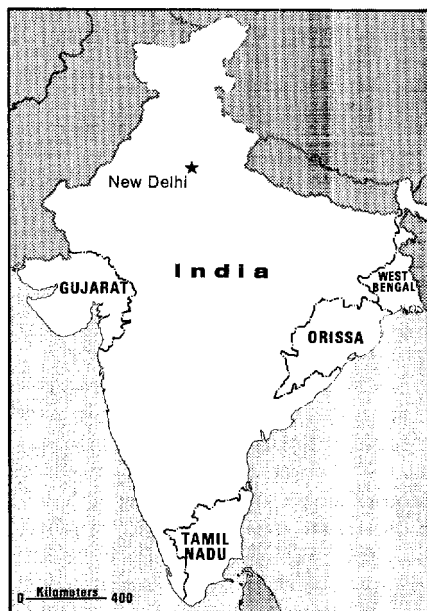 New Delhi
India
GUJARAT
WEST
BENGAL
ORISSA
TAMIL
NADU
0 Kilometers 400